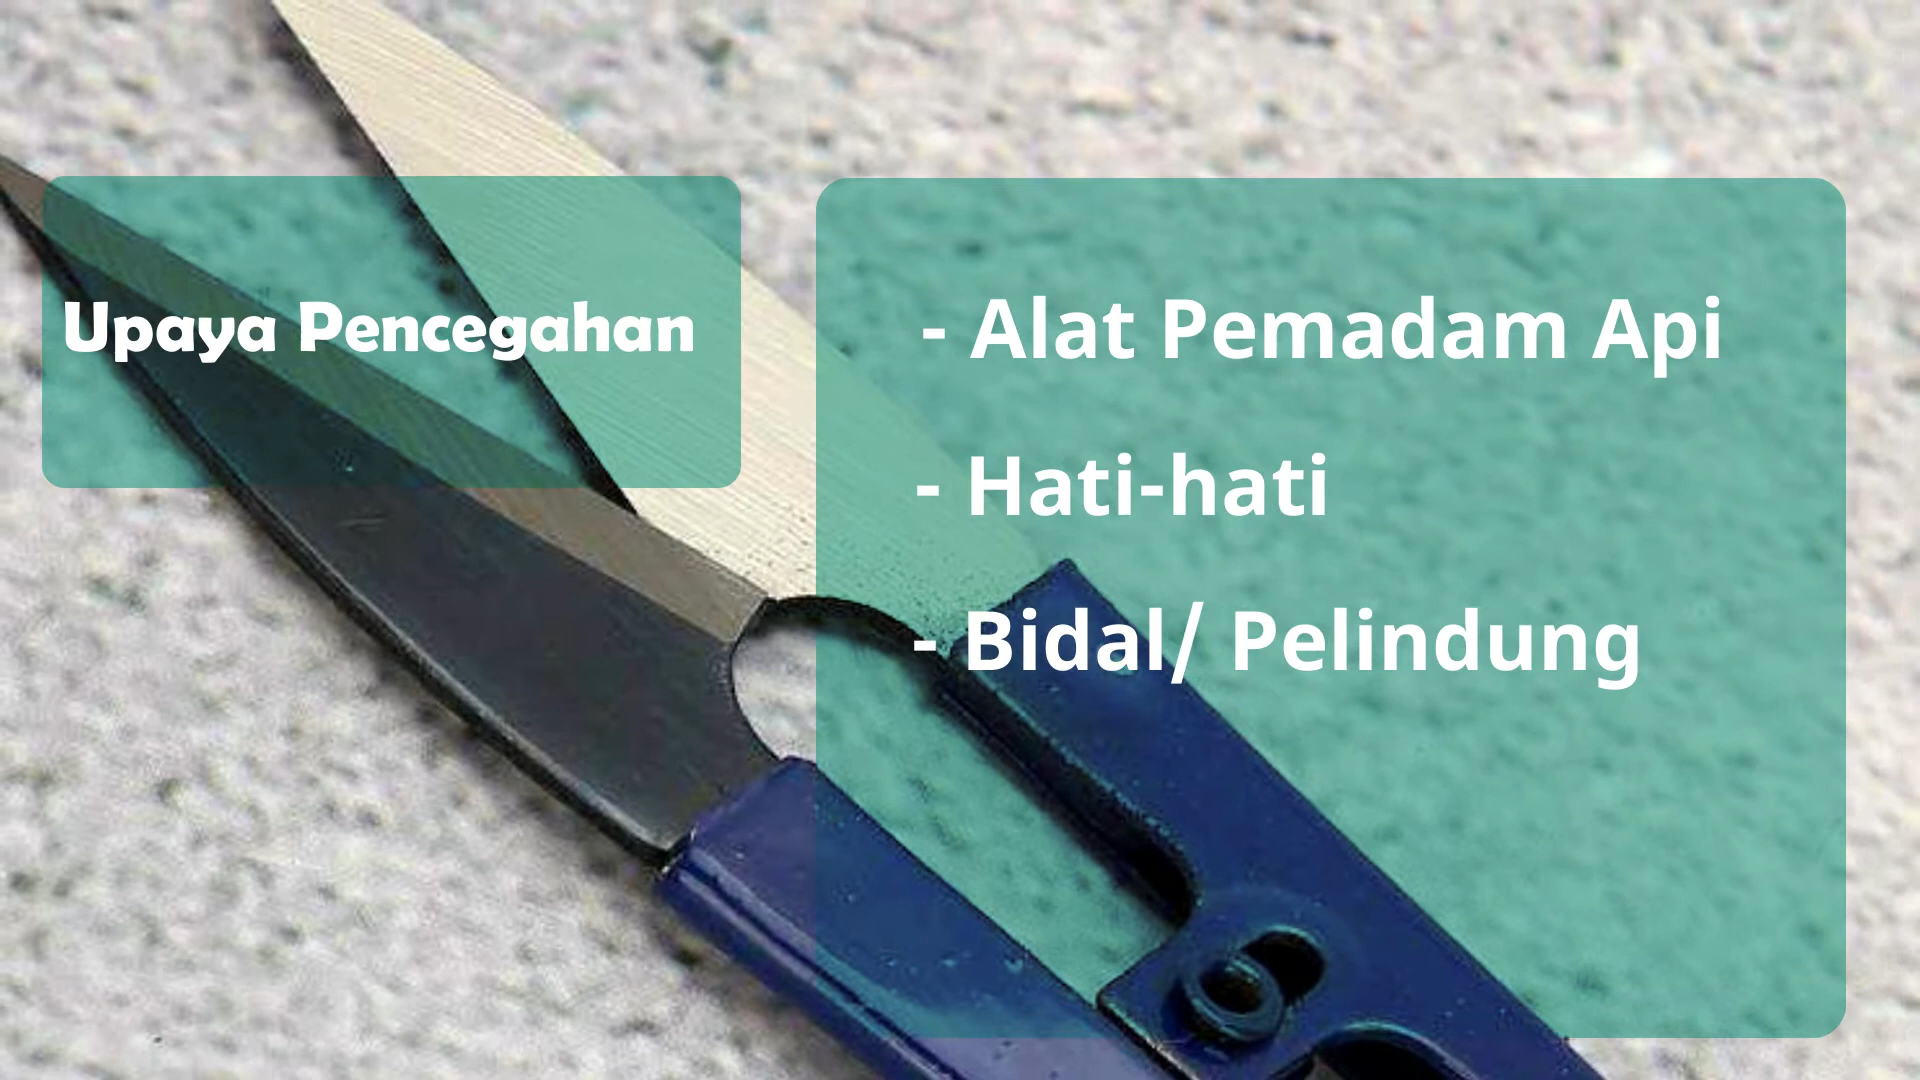 Upaya Pencegahan
- Alat Pemadam Api
- Hati-hati
- Bidal/ Pelindung